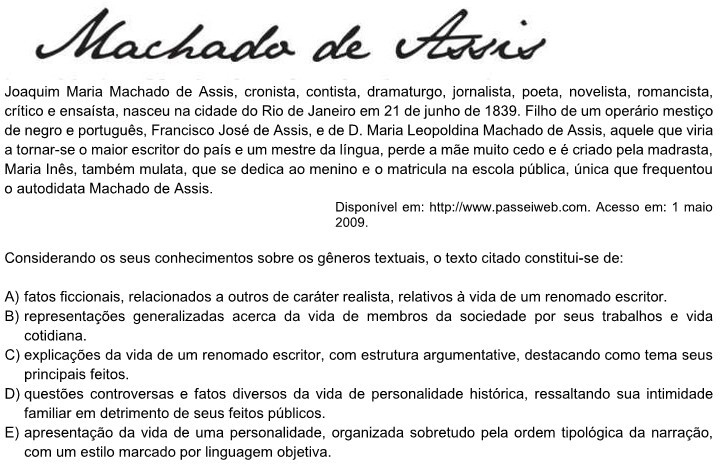 Machado de Assis
Joaquim Maria Machado de Assis, cronista, contista, dramaturgo, jornalista, poeta, novelista, romancista,
crítico e ensaísta, nasceu na cidade do Rio de Janeiro em 21 de junho de 1839. Filho de um operário mestiço
de negro e português, Francisco José de Assis, e de D. Maria Leopoldina Machado de Assis, aquele que viria
a tornar-se o maior escritor do país e um mestre da língua, perde a mãe muito cedo e é criado pela madrasta,
Maria Inês, também mulata, que se dedica ao menino e o matricula na escola pública, única que frequentou
o autodidata Machado de Assis.
Disponível em: http://www.passeiweb.com. Acesso em: 1 maio
2009.
Considerando os seus conhecimentos sobre os gêneros textuais, o texto citado constitui-se de:
A) fatos ficcionais, relacionados a outros de caráter realista, relativos à vida de um renomado escritor.
B) representações generalizadas acerca da vida de membros da sociedade por seus trabalhos e vida
cotidiana.
C) explicações da vida de um renomado escritor, com estrutura argumentative, destacando como tema seus
principais feitos.
D) questões controversas e fatos diversos da vida de personalidade histórica, ressaltando sua intimidade
familiar em detrimento de seus feitos públicos.
E) apresentação da vida de uma personalidade, organizada sobretudo pela ordem tipológica da narração,
com um estilo marcado por linguagem objetiva.